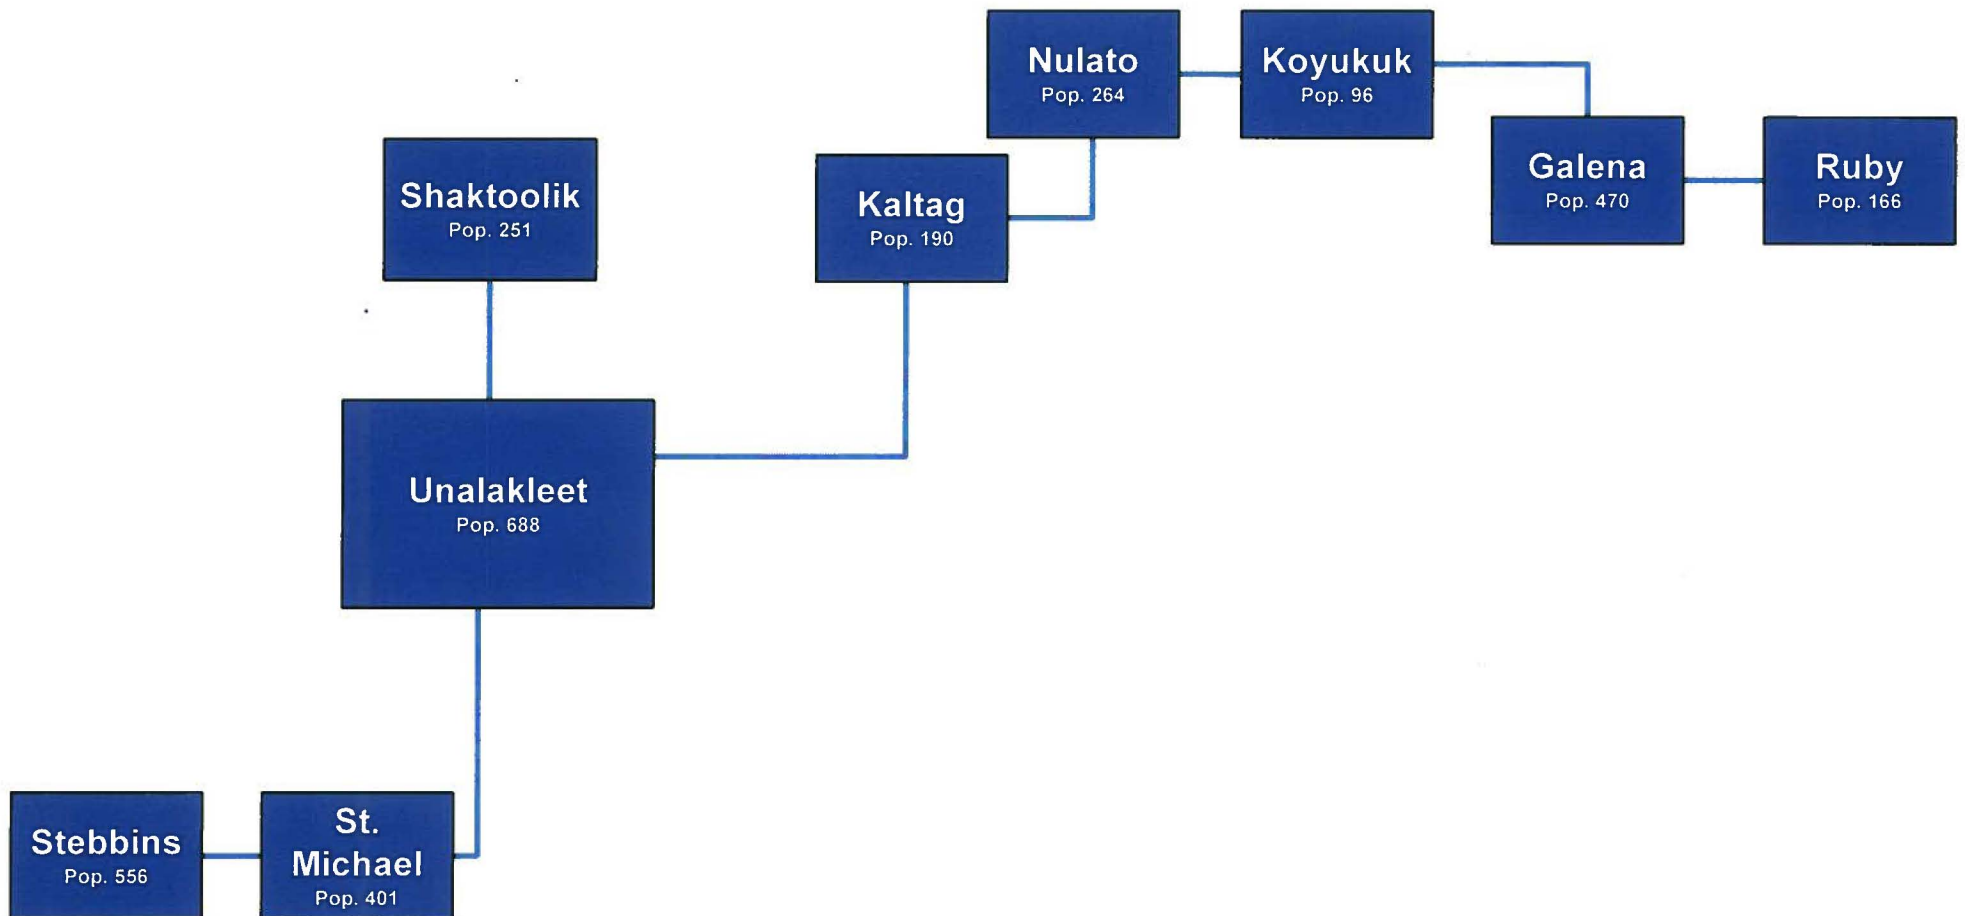 Nulato
Pop. 264
Koyukuk
Pop. 96
Shaktoolik
Pop. 251
Kaltag
Pop. 190
Galena
Pop. 470
Ruby
Pop. 166
Unalakleet
Pop. 688
Stebbins
Pop. 556
St.
Michael
Pop. 401